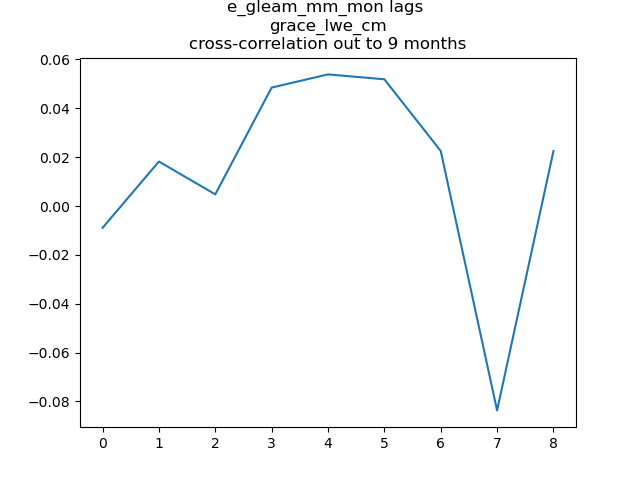 e_gleam_mm_mon lags
grace_lwe_cm
cross-correlation out to 9 months
0.06
0.04
0.02
0.00
−0.02
−0.04
−0.06
−0.08
0 1 2 3 4 5 6 7 8